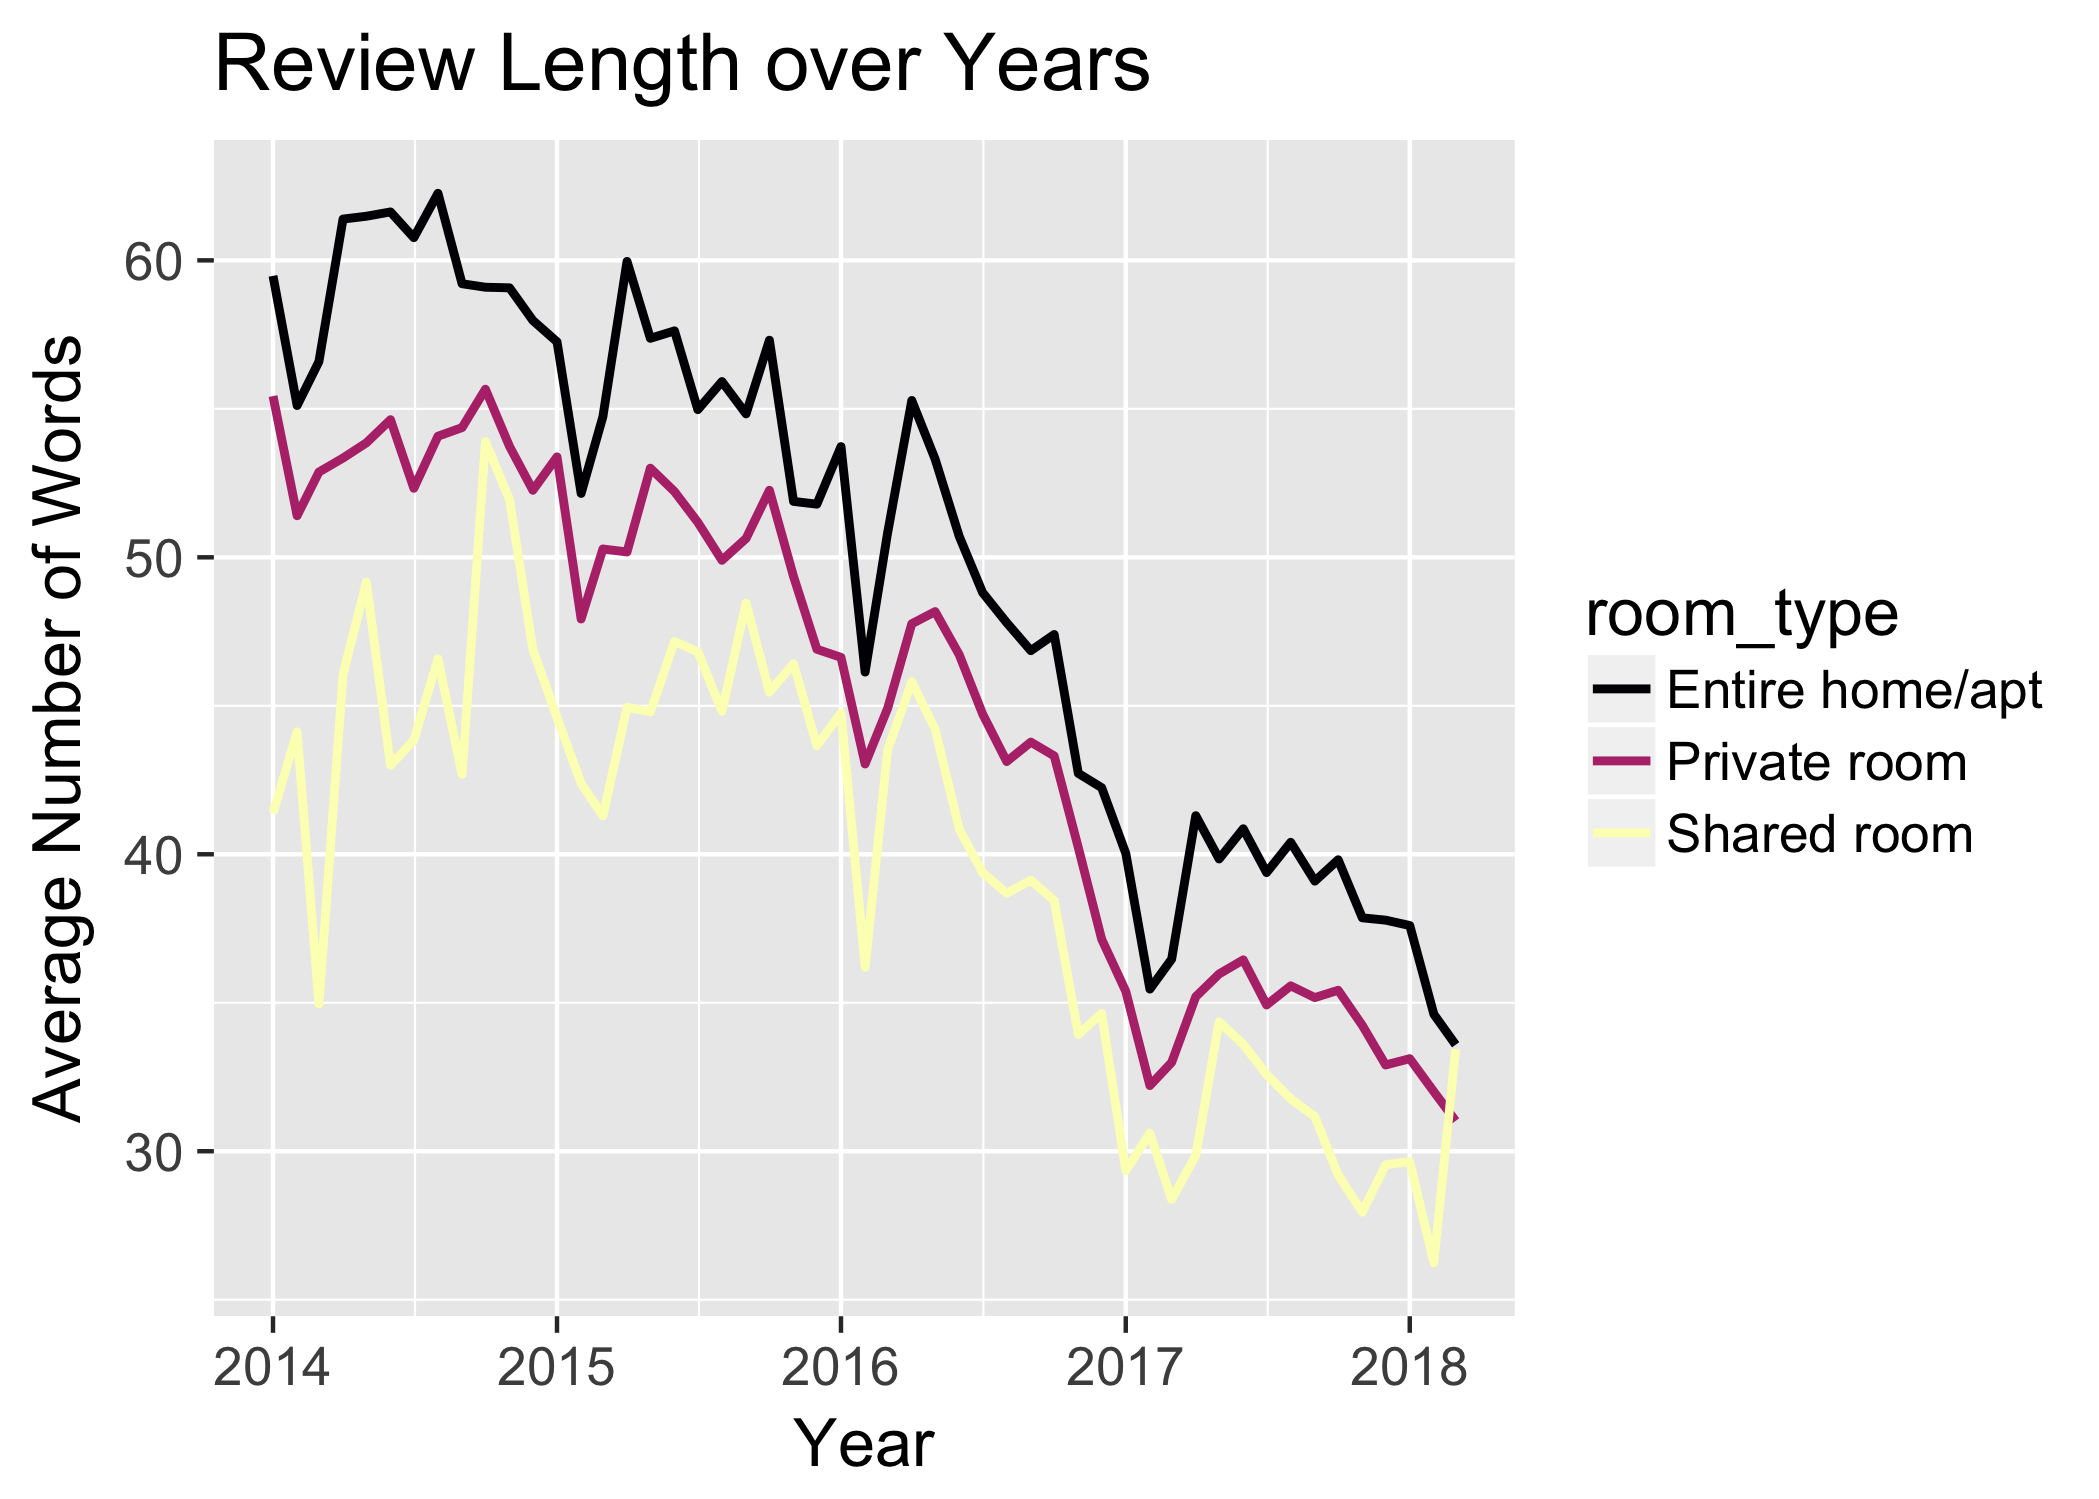 Review Length over Years
Average Number of Words
60
50
40
30
2014
2015
2016
2017
2018
Year
room_type
Entire home/apt
Private room
Shared room